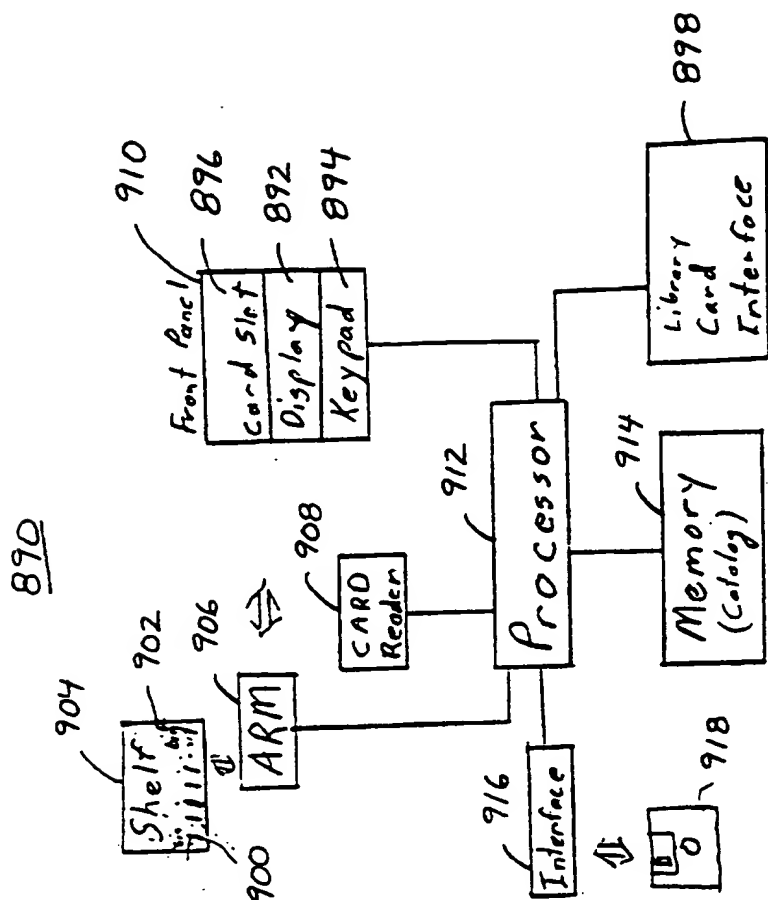 890
904
902
Shelf
900
906
ARM
908
CARD
Reader
Front Panel
910
Card Slot
896
Display
892
Keypad
894
912
Processor
916
Interface
918
914
Memory
(Catalog)
Library
Card
Interface
898